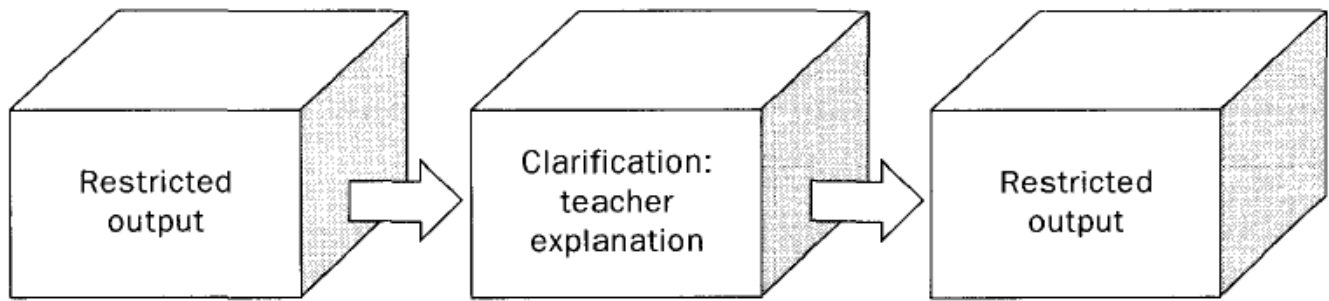 Restricted
output
Clarification:
teacher
explanation
Restricted
output